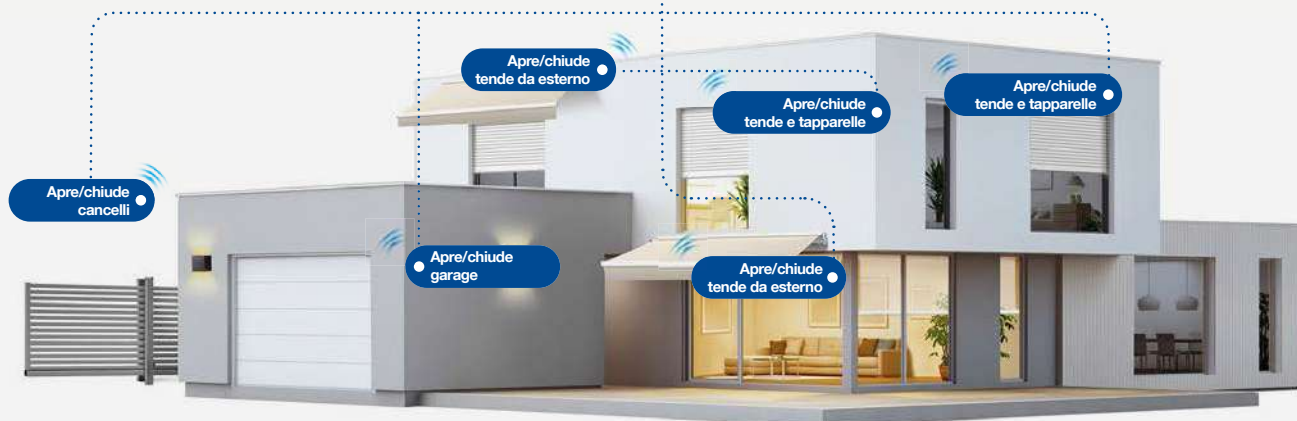 Apre/chiude
tende da esterno
Apre/chiude
tende e tapparelle
Apre/chiude
tende e tapparelle
Apre/chiude
cancelli
Apre/chiude
garage
Apre/chiude
tende da esterno